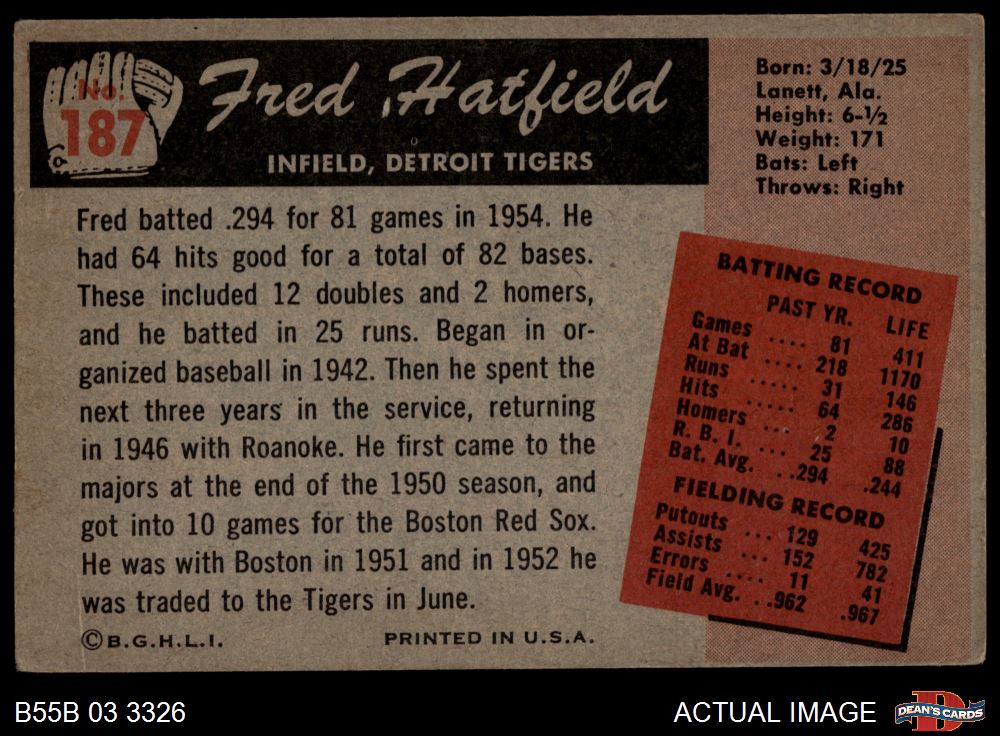 No.
187
Fred Hatfield
INFIELD, DETROIT TIGERS
Born: 3/18/25
Lanett, Ala.
Height: 6-½
Weight: 171
Bats: Left
Throws: Right
Fred batted .294 for 81 games in 1954. He
had 64 hits good for a total of 82 bases.
These included 12 doubles and 2 homers,
and he batted in 25 runs. Began in or-
ganized baseball in 1942. Then he spent the
next three years in the service, returning
in 1946 with Roanoke. He first came to the
majors at the end of the 1950 season, and
got into 10 games for the Boston Red Sox.
He was with Boston in 1951 and in 1952 he
was traded to the Tigers in June.
©B.G.H.L.I. PRINTED IN U.S.A.
BATTING RECORD
PAST YR. LIFE
Games .... 81 411
At Bat .... 218 1170
Runs ..... 31 146
Hits ..... 64 286
Homers ... 2 10
R. B. I. ... 25 88
Bat. Avg. ..294 .244
FIELDING RECORD
Putouts ... 129 425
Assists ... 152 782
Errors .... 11 41
Field Avg. ..962 .967
B55B 03 3326
ACTUAL IMAGE
DEAN'S CARDS